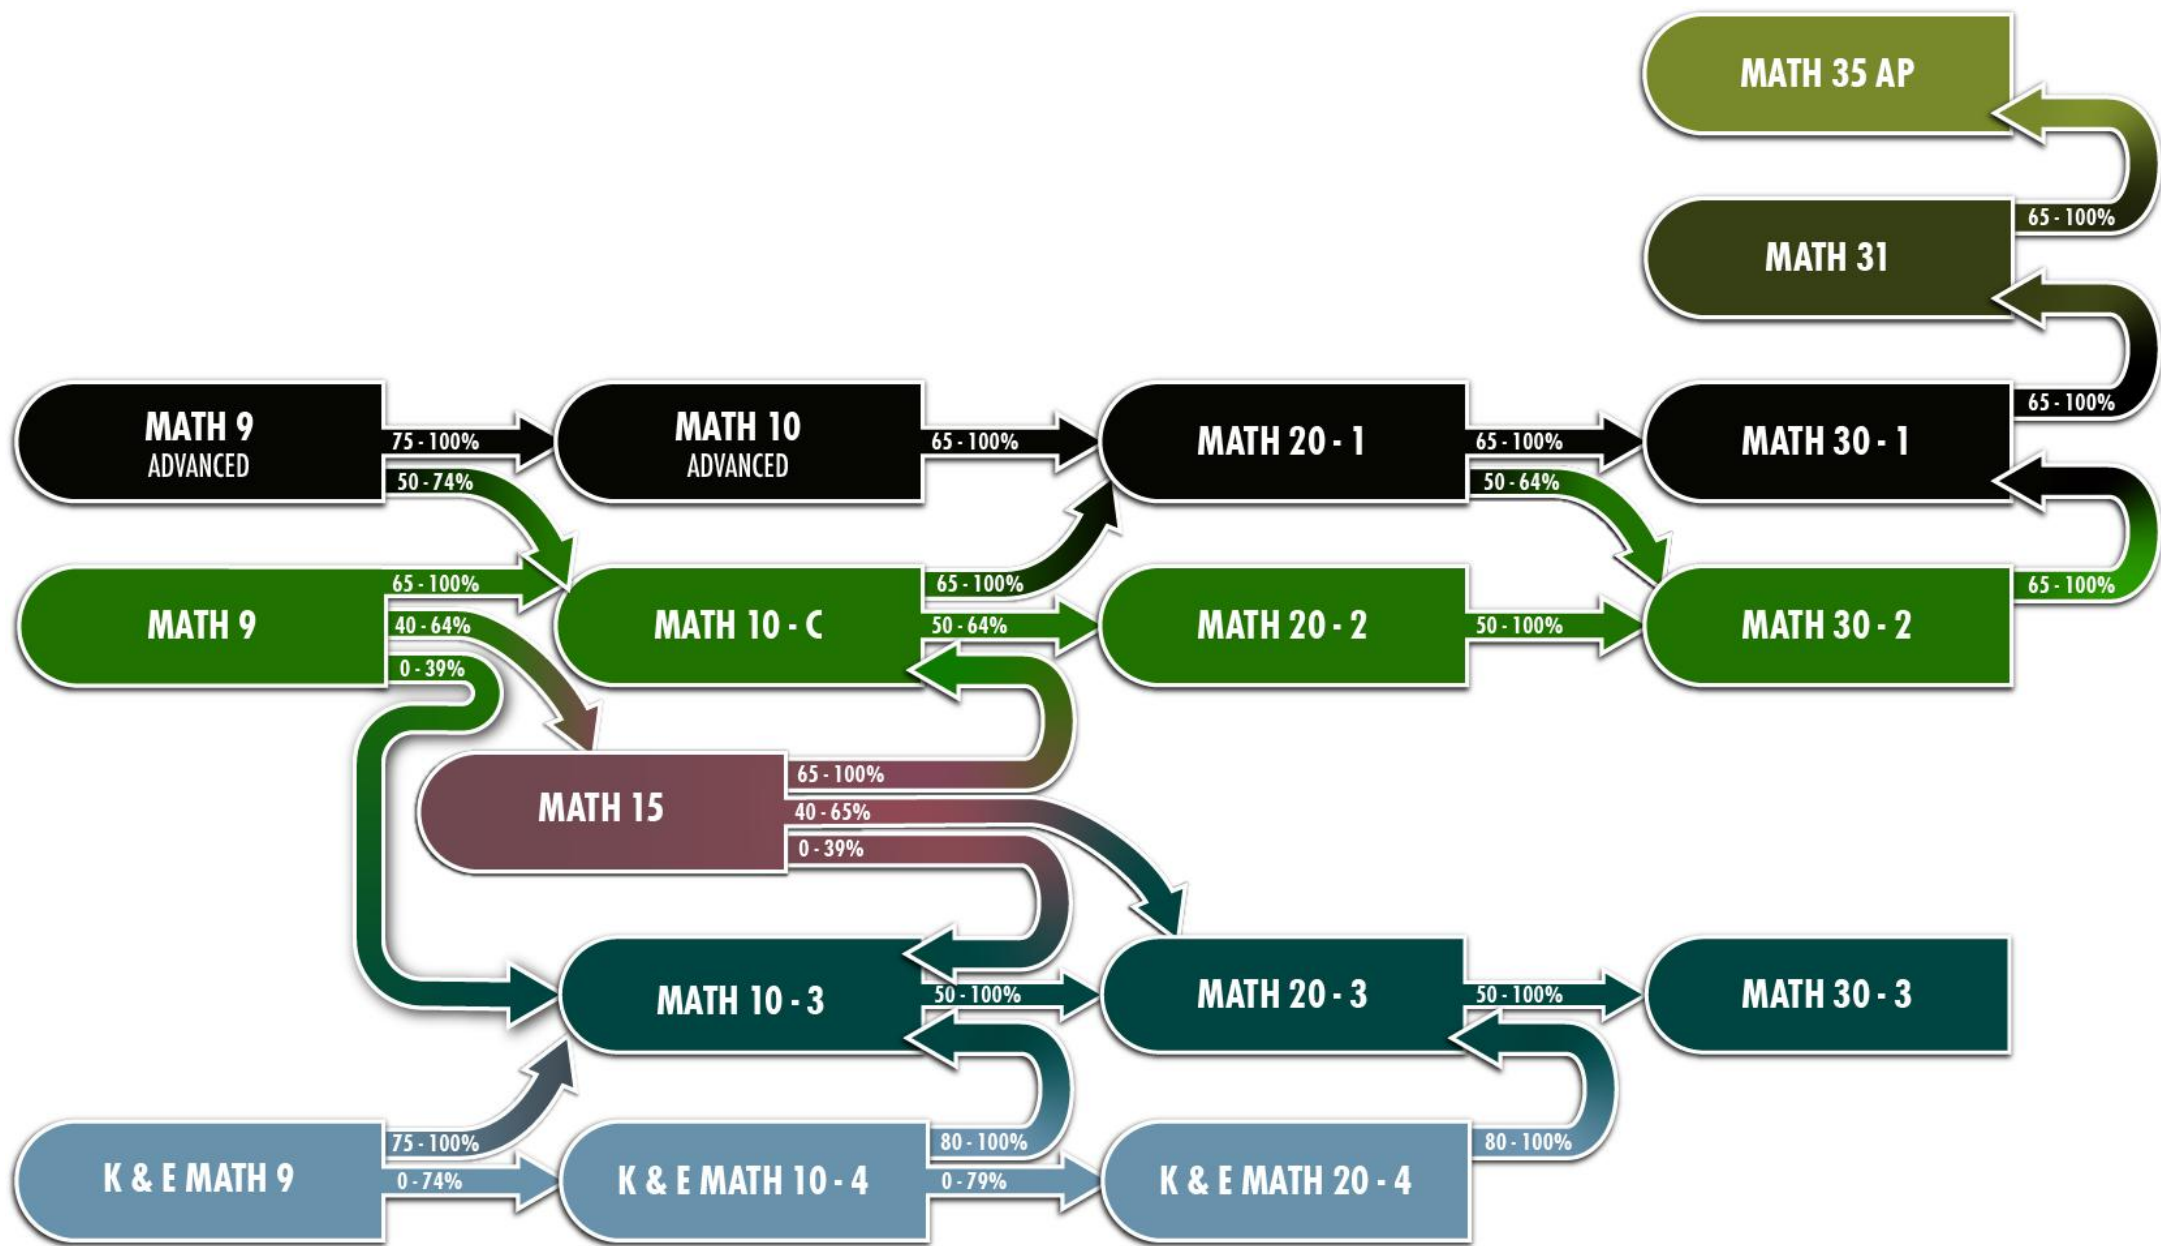 MATH 35 AP
65 - 100%
MATH 31
65 - 100%
MATH 9
ADVANCED
75 - 100%
50 - 74%
MATH 10
ADVANCED
65 - 100%
MATH 20 - 1
65 - 100%
50 - 64%
MATH 30 - 1
65 - 100%
MATH 9
65 - 100%
40 - 64%
0 - 39%
MATH 10 - C
65 - 100%
50 - 64%
MATH 20 - 2
50 - 100%
MATH 30 - 2
MATH 15
65 - 100%
40 - 65%
0 - 39%
MATH 10 - 3
50 - 100%
MATH 20 - 3
50 - 100%
MATH 30 - 3
K & E MATH 9
75 - 100%
0 - 74%
K & E MATH 10 - 4
80 - 100%
0 - 79%
K & E MATH 20 - 4
80 - 100%